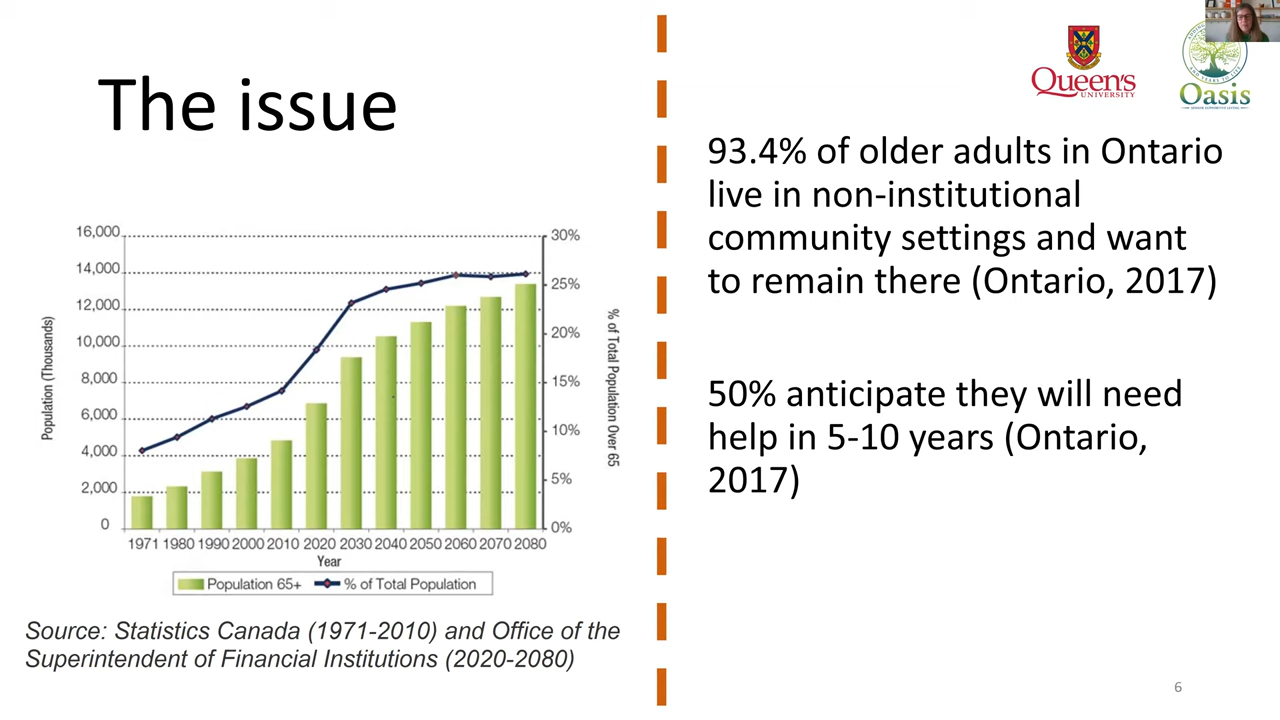 The issue
16,000
14,000
12,000
10,000
8,000
6,000
4,000
2,000
0
Population (Thousands)
30%
25%
20%
15%
10%
5%
0%
% of Total Population Over 65
1971 1980 1990 2000 2010 2020 2030 2040 2050 2060 2070 2080
Year
Population 65+ % of Total Population
Source: Statistics Canada (1971-2010) and Office of the
Superintendent of Financial Institutions (2020-2080)
Queen's
UNIVERSITY
Oasis
SENIOR SUPPORTIVE LIVING
93.4% of older adults in Ontario
live in non-institutional
community settings and want
to remain there (Ontario, 2017)
50% anticipate they will need
help in 5-10 years (Ontario,
2017)
6